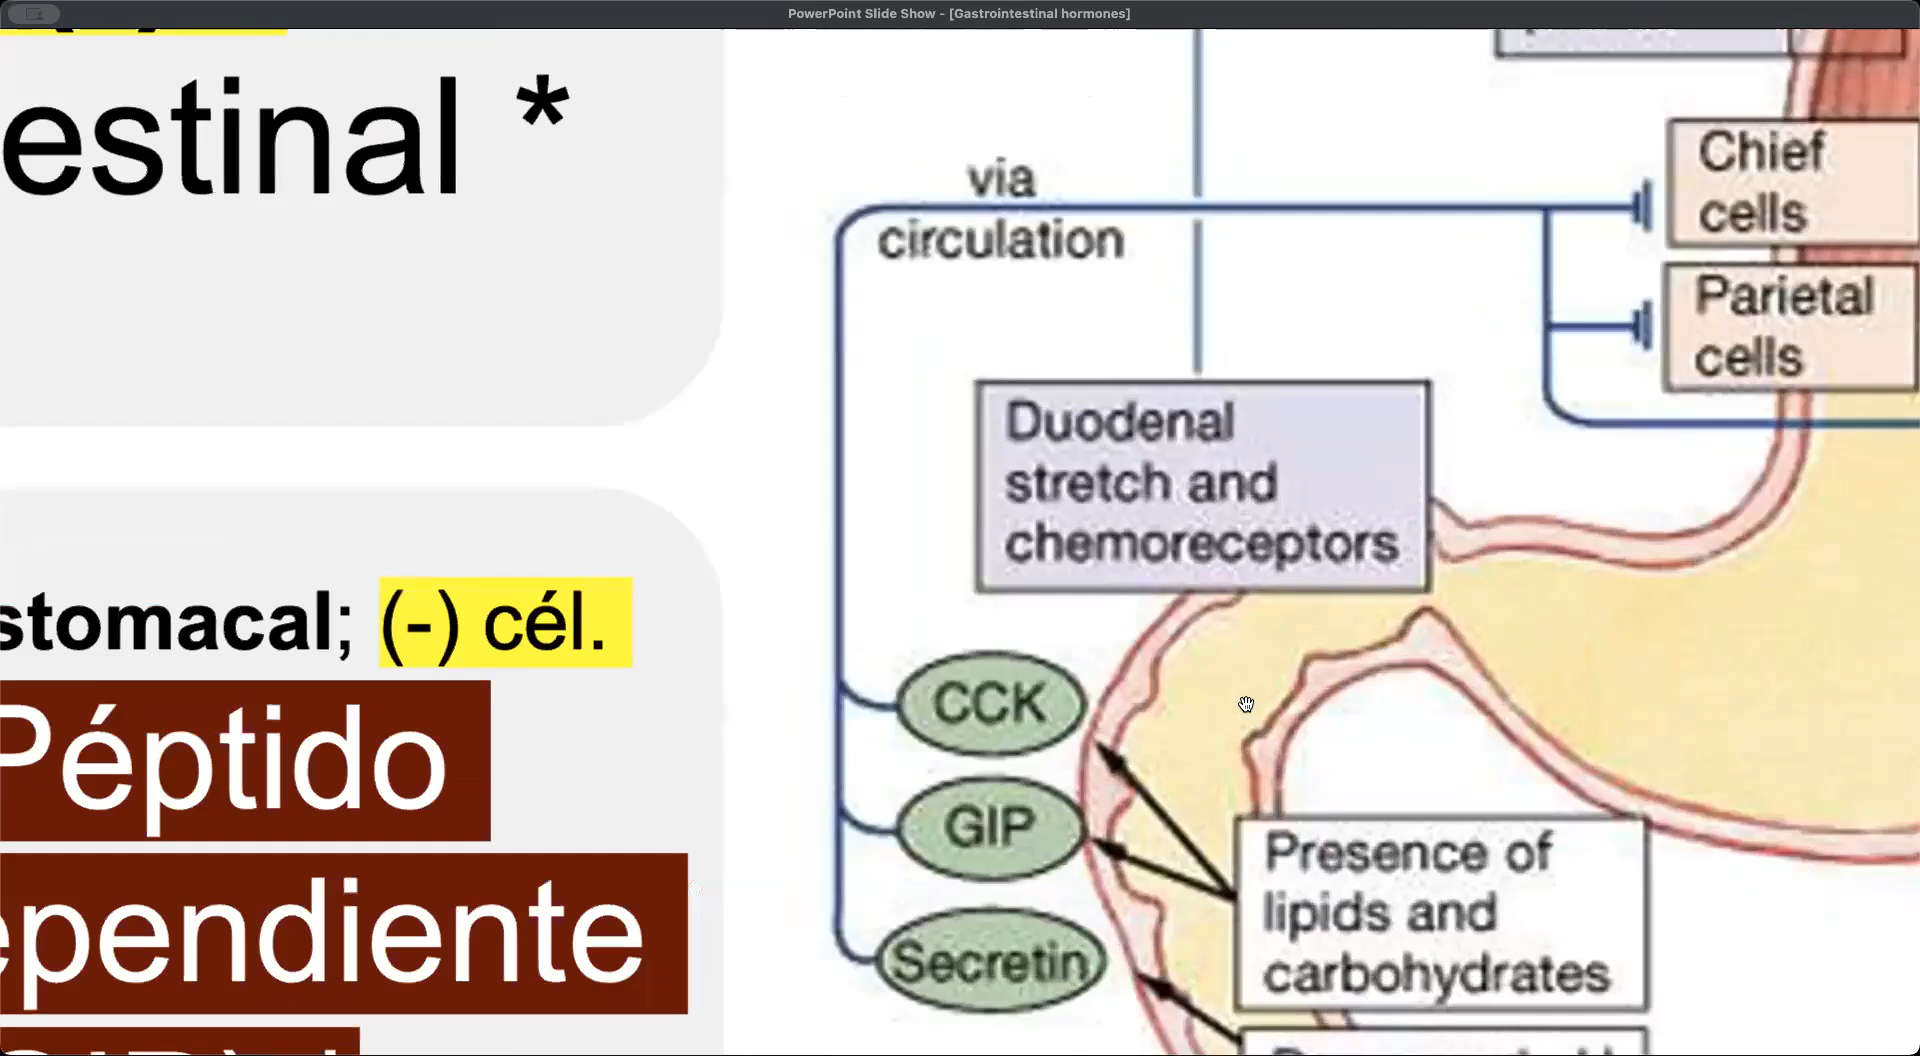 PowerPoint Slide Show - [Gastrointestinal hormones]
estinal *
stomacal; (-) cél.
Péptido
ependiente
via
circulation
Chief
cells
Parietal
cells
Duodenal
stretch and
chemoreceptors
CCK
GIP
Secretin
Presence of
lipids and
carbohydrates